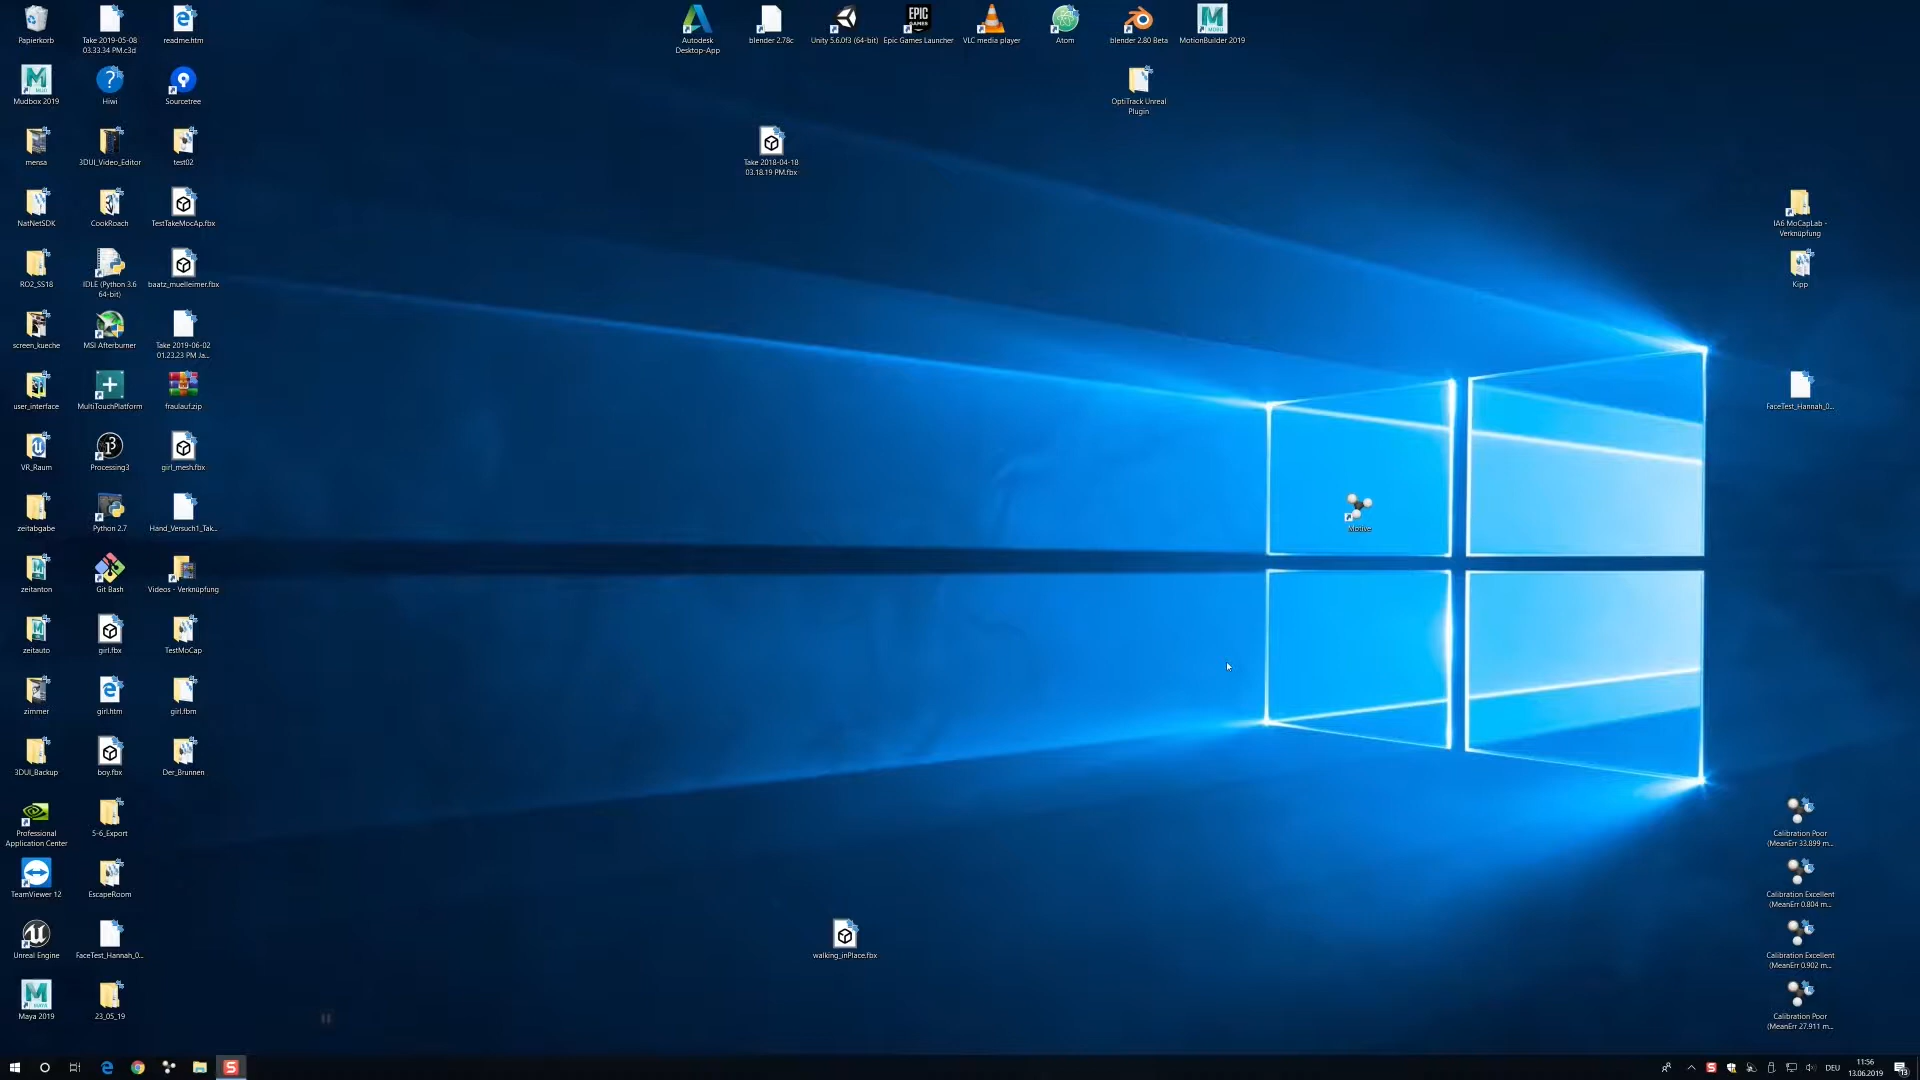 Papierkorb
Take 2019-05-08
03.33.34 PM.c3d
readme.htm
Autodesk
Desktop-App
blender 2.78c
Unity 5.6.0f3 (64-bit)
EPIC
GAMES
Epic Games Launcher
VLC media player
Atom
blender 2.80 Beta
MotionBuilder 2019
Mudbox 2019
Hiwi
Sourcetree
OptiTrack Unreal
Plugin
mensa
3DUI_Video_Editor
test02
Take 2018-04-18
03.18.19 PM.fbx
NatNetSDK
CookRoach
TestTakeMocAp.fbx
IA6 MoCapLab -
Verknüpfung
RO2_SS18
IDLE (Python 3.6
64-bit)
baatz_muelleimer.fbx
Kipp
screen_kueche
MSI Afterburner
Take 2019-06-02
01.23.23 PM Ja...
user_interface
MultiTouchPlatform
fraulauf.zip
FaceTest_Hannah_0...
VR_Raum
Processing3
girl_mesh.fbx
zeitabgabe
Python 2.7
Hand_Versuch1_Tak...
Motive
zeitanton
Git Bash
Videos - Verknüpfung
zeitauto
girl.fbx
TestMoCap
zimmer
girl.htm
girl.fbm
3DUI_Backup
boy.fbx
Der_Brunnen
Professional
Application Center
5-6_Export
Calibration Poor
(MeanErr 33.899 m...
TeamViewer 12
EscapeRoom
Calibration Excellent
(MeanErr 0.804 m...
Unreal Engine
FaceTest_Hannah_0...
walking_inPlace.fbx
Calibration Excellent
(MeanErr 0.902 m...
Maya 2019
23_05_19
Calibration Poor
(MeanErr 27.911 m...
DEU
11:56
13.06.2019
13